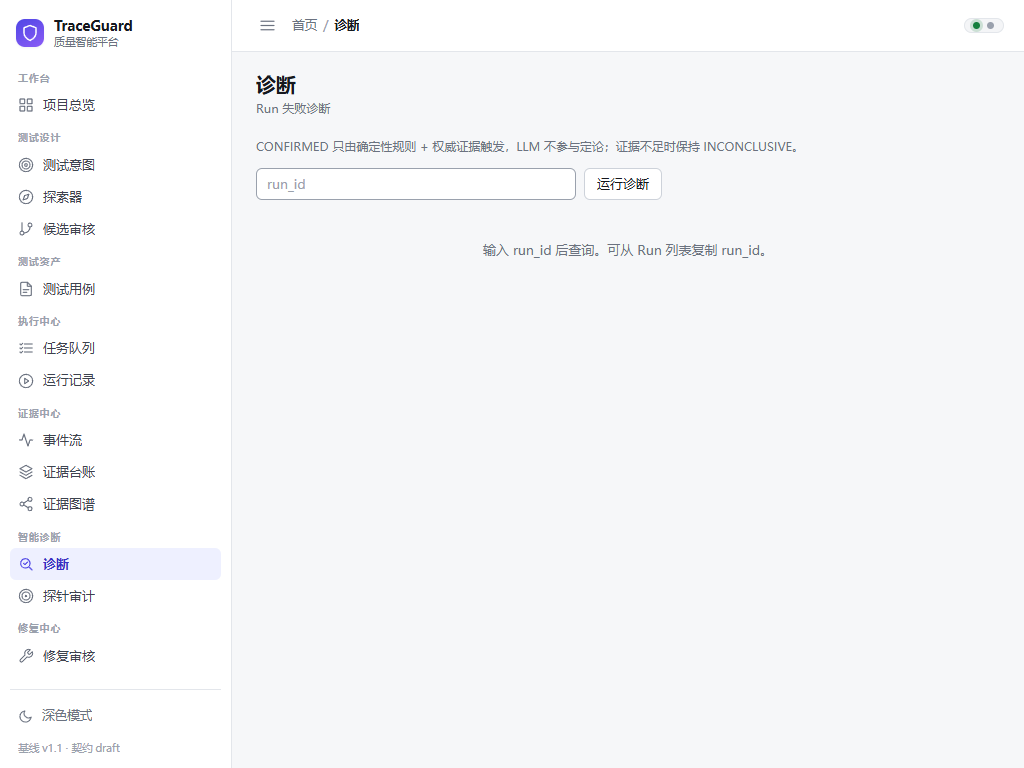 TraceGuard
质量智能平台
工作台
项目总览
测试设计
测试意图
探索器
候选审核
测试资产
测试用例
执行中心
任务队列
运行记录
证据中心
事件流
证据台账
证据图谱
智能诊断
诊断
探针审计
修复中心
修复审核
深色模式
基线 v1.1 · 契约 draft
首页 / 诊断
诊断
Run 失败诊断
CONFIRMED 只由确定性规则 + 权威证据触发，LLM 不参与定论；证据不足时保持 INCONCLUSIVE。
run_id 运行诊断
输入 run_id 后查询。可从 Run 列表复制 run_id。